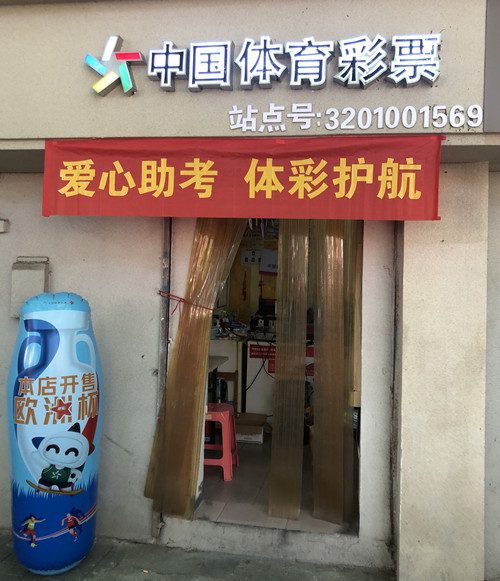 中国体育彩票
站点号:3201001569
爱心助考 体彩护航
本店开售
欧洲杯